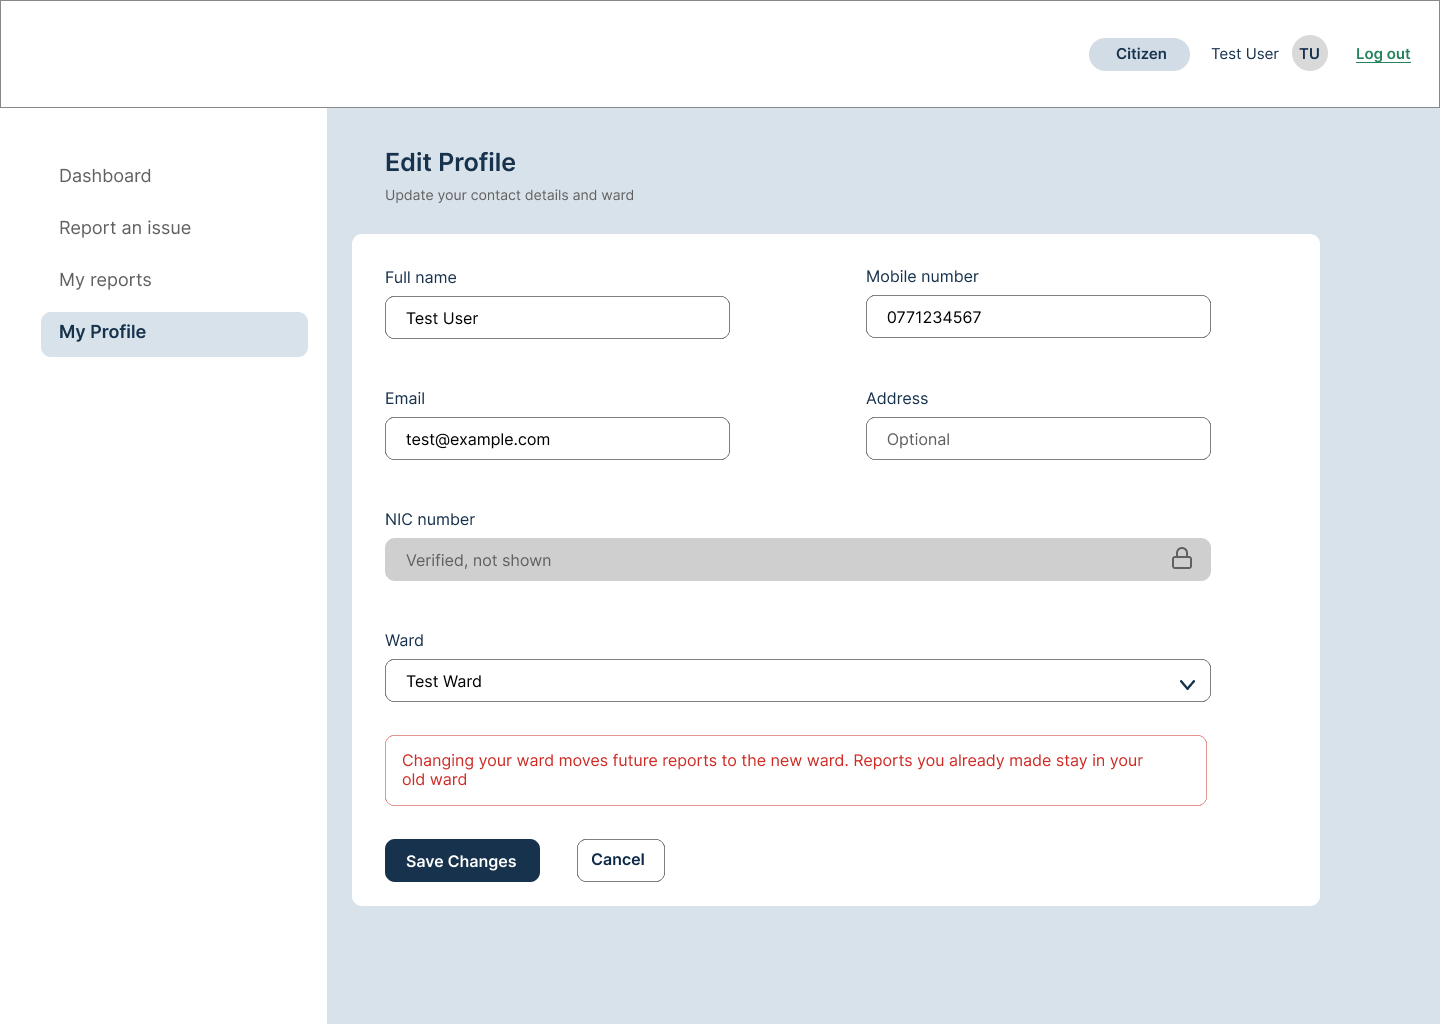 Citizen
Test User
TU
Log out
Dashboard
Report an issue
My reports
My Profile
Edit Profile
Update your contact details and ward
Full name
Test User
Mobile number
0771234567
Email
test@example.com
Address
Optional
NIC number
Verified, not shown
Ward
Test Ward
Changing your ward moves future reports to the new ward. Reports you already made stay in your
old ward
Save Changes
Cancel